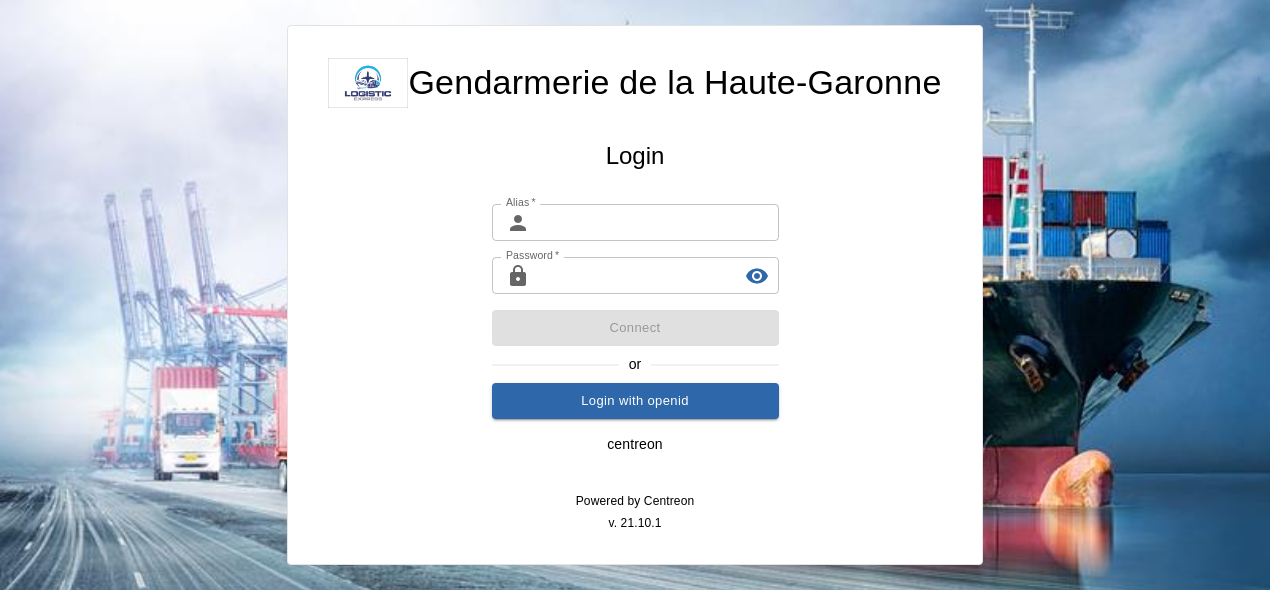 LOGISTIC
EXPRESS
Gendarmerie de la Haute-Garonne
Login
Alias *
Password *
Connect
or
Login with openid
centreon
Powered by Centreon
v. 21.10.1